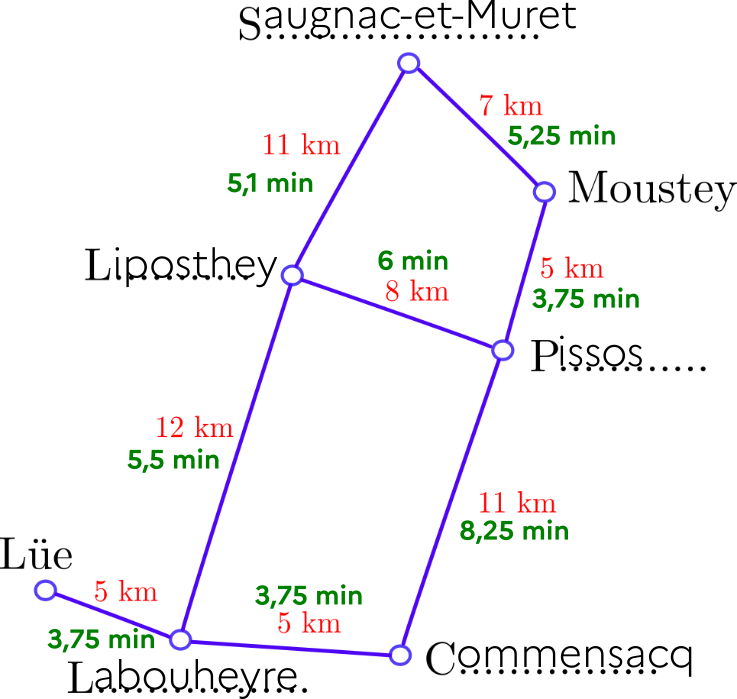 Saugnac-et-Muret
7 km
5,25 min
11 km
5,1 min
Moustey
Liposthey
6 min
8 km
5 km
3,75 min
Pissos
12 km
5,5 min
11 km
8,25 min
Lüe
5 km
3,75 min
3,75 min
5 km
Labouheyre
Commensacq